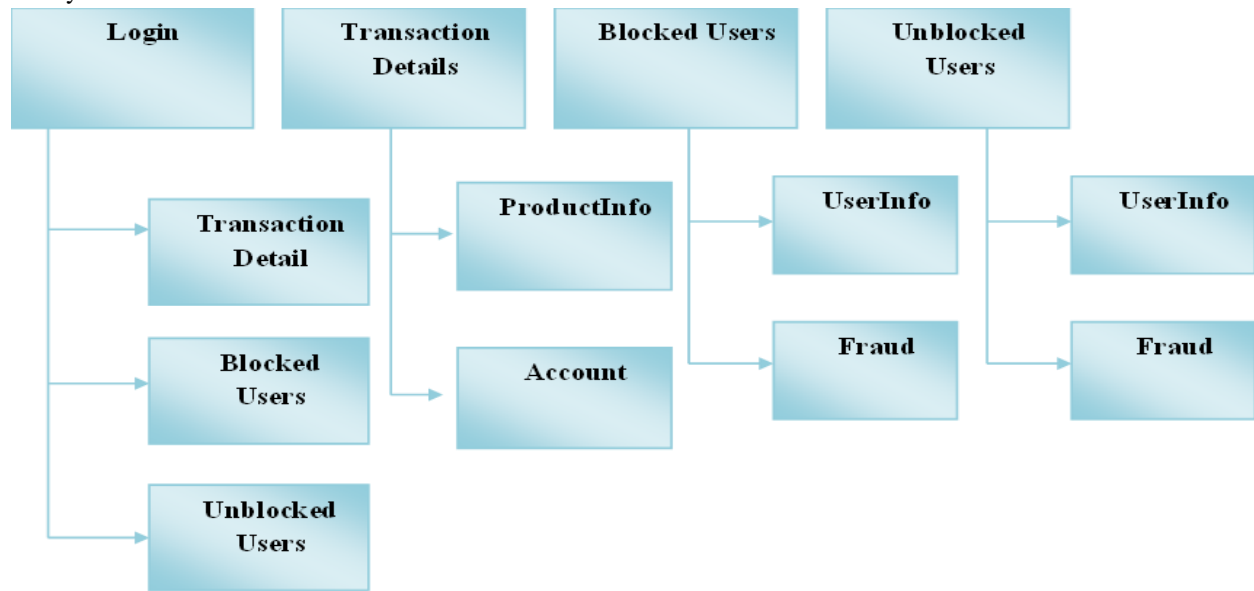 Login
Transaction
Details
Blocked Users
Unblocked
Users
Transaction
Detail
Blocked
Users
Unblocked
Users
ProductInfo
Account
UserInfo
Fraud
UserInfo
Fraud